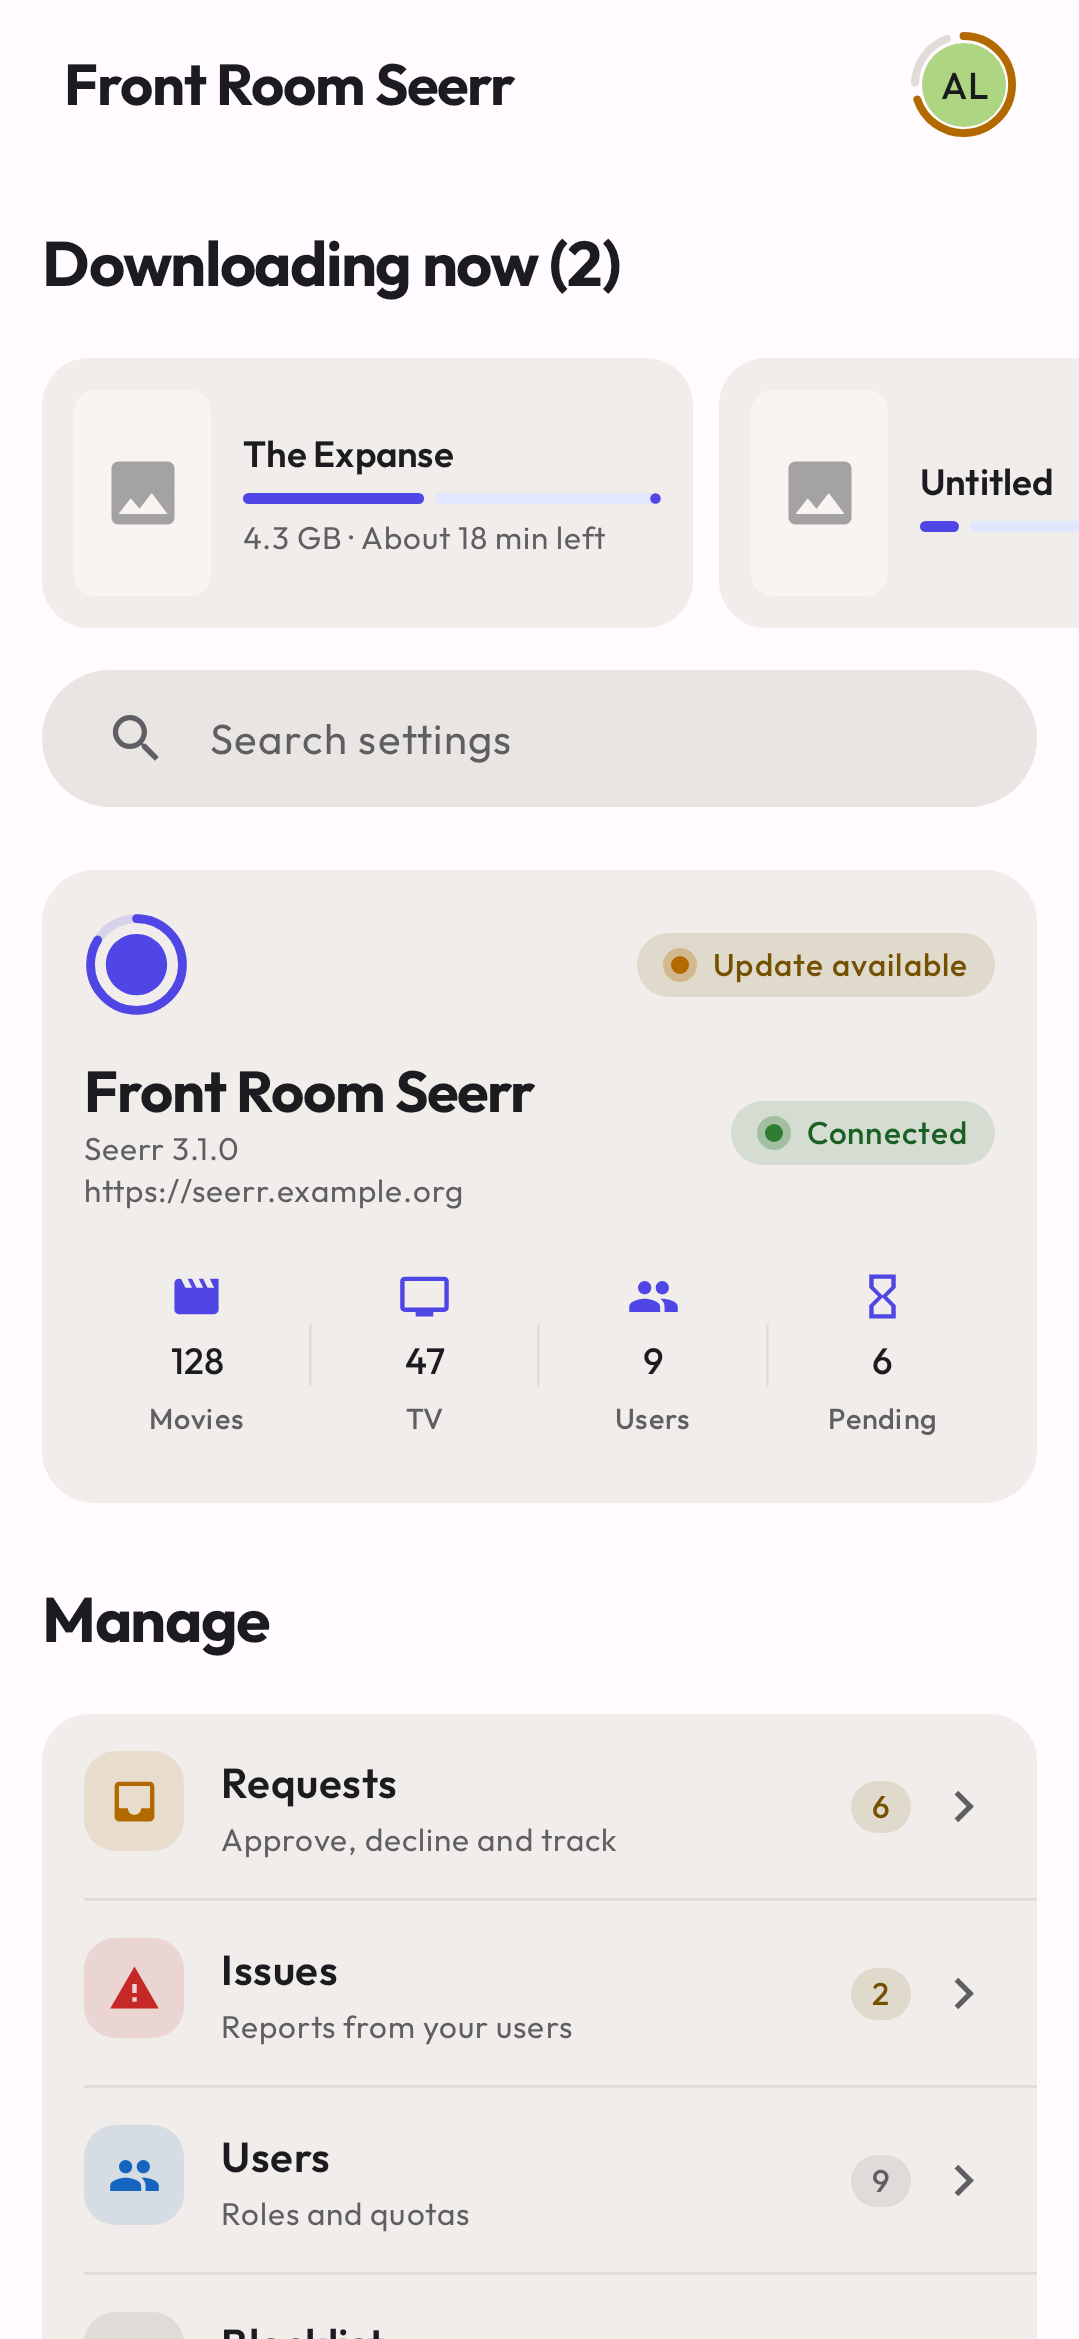 Front Room Seerr
AL
Downloading now (2)
The Expanse
4.3 GB · About 18 min left
Untitled
Search settings
Update available
Front Room Seerr
Connected
Seerr 3.1.0
https://seerr.example.org
128
47
9
6
Movies
TV
Users
Pending
Manage
Requests
Approve, decline and track
6
Issues
Reports from your users
2
Users
Roles and quotas
9
Blocklist